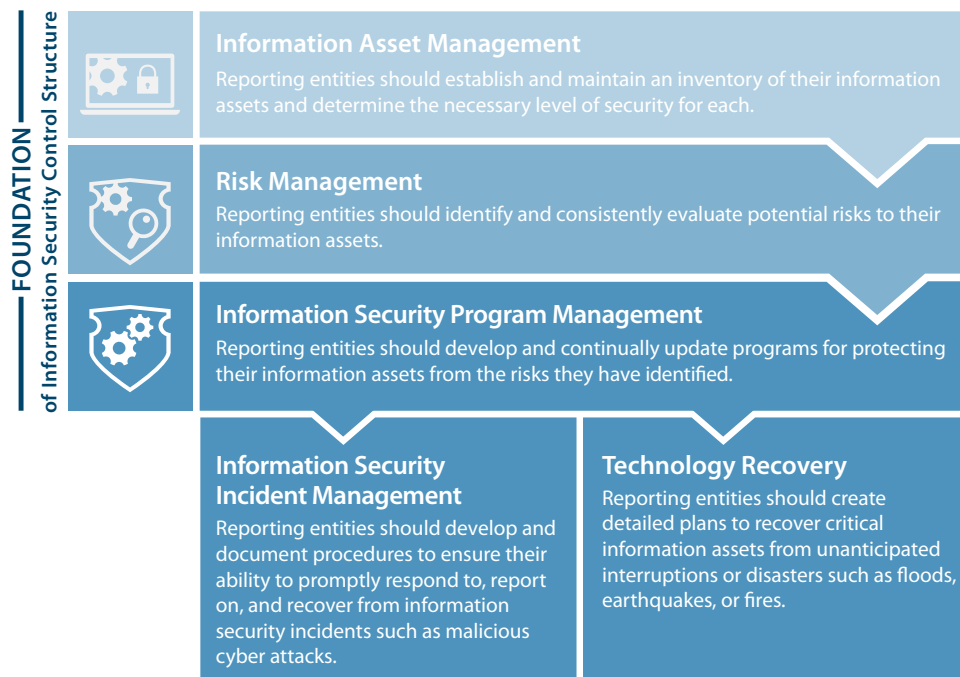 FOUNDATION
of Information Security Control Structure
Information Asset Management
Reporting entities should establish and maintain an inventory of their information
assets and determine the necessary level of security for each.
Risk Management
Reporting entities should identify and consistently evaluate potential risks to their
information assets.
Information Security Program Management
Reporting entities should develop and continually update programs for protecting
their information assets from the risks they have identified.
Information Security
Incident Management
Reporting entities should develop and
document procedures to ensure their
ability to promptly respond to, report
on, and recover from information
security incidents such as malicious
cyber attacks.
Technology Recovery
Reporting entities should create
detailed plans to recover critical
information assets from unanticipated
interruptions or disasters such as floods,
earthquakes, or fires.